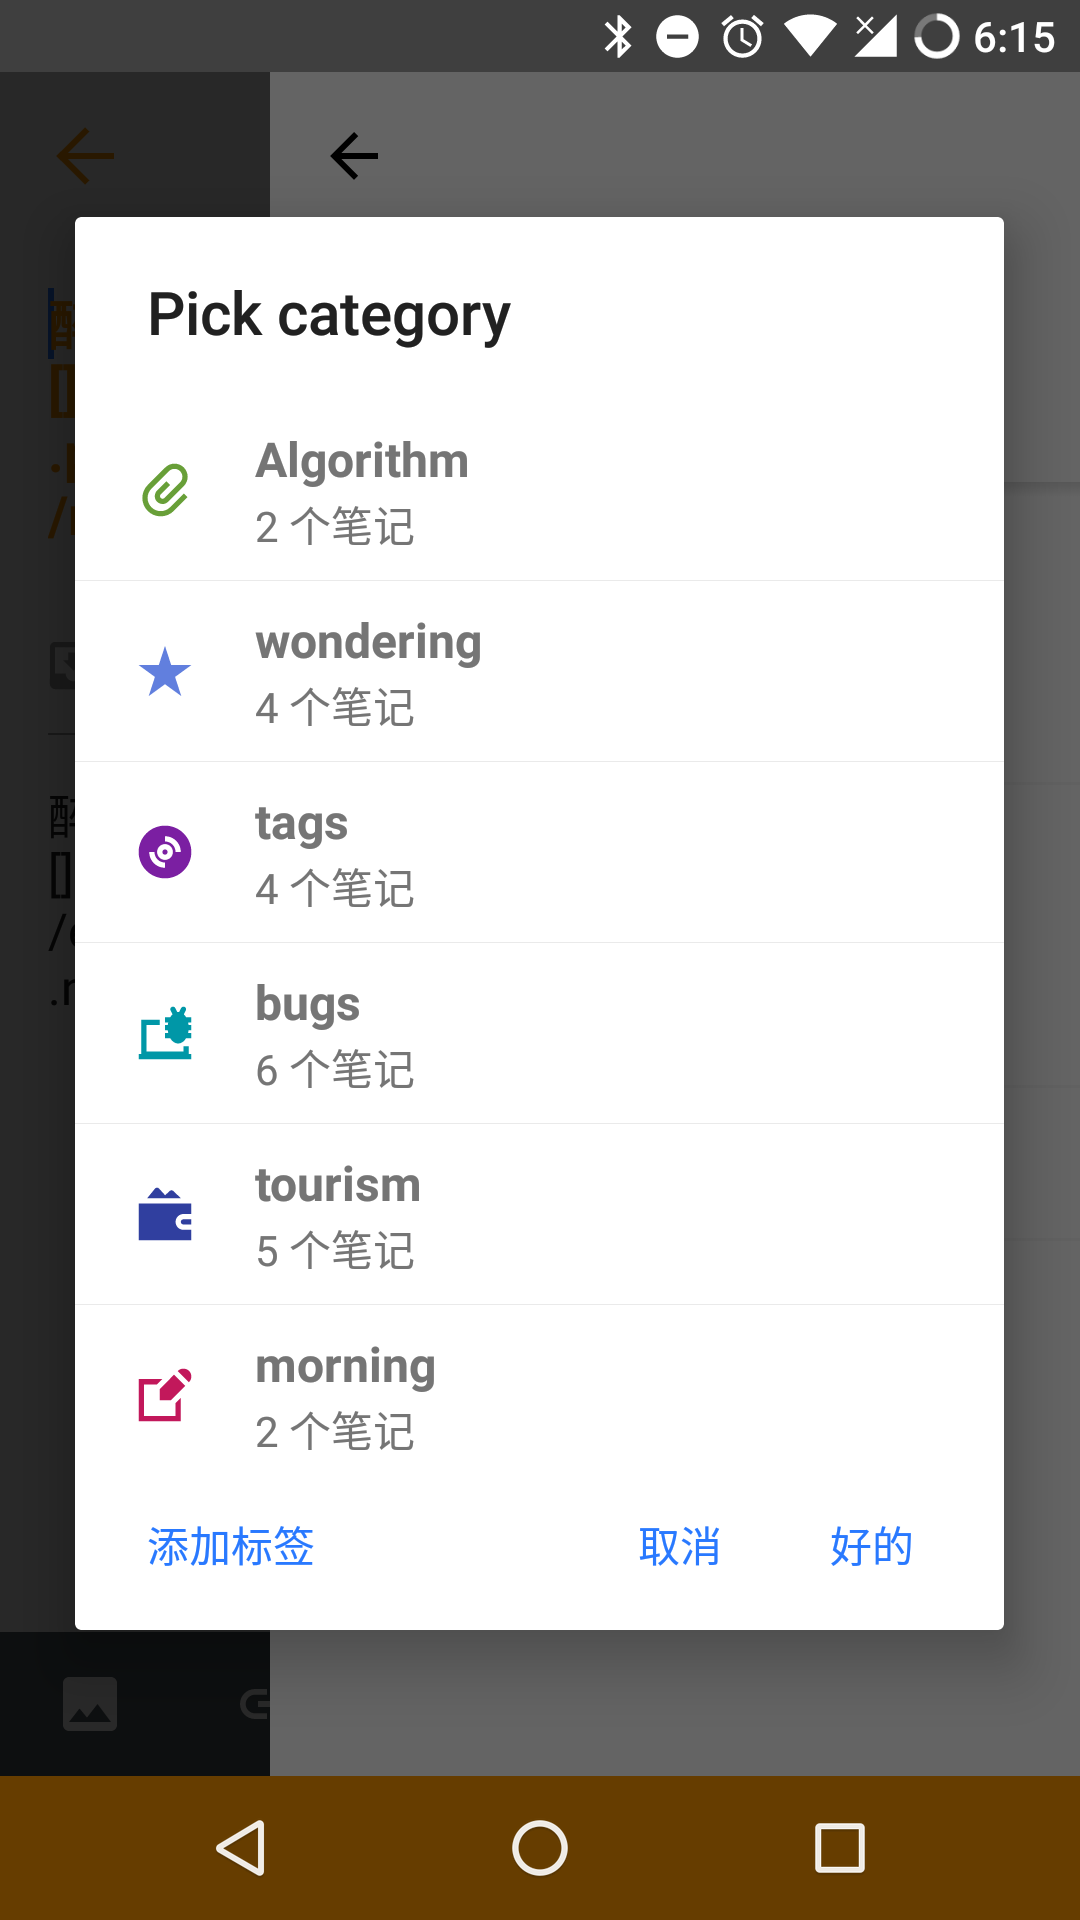 6:15
Pick category
Algorithm
2 个笔记
wondering
4 个笔记
tags
4 个笔记
bugs
6 个笔记
tourism
5 个笔记
morning
2 个笔记
添加标签
取消
好的